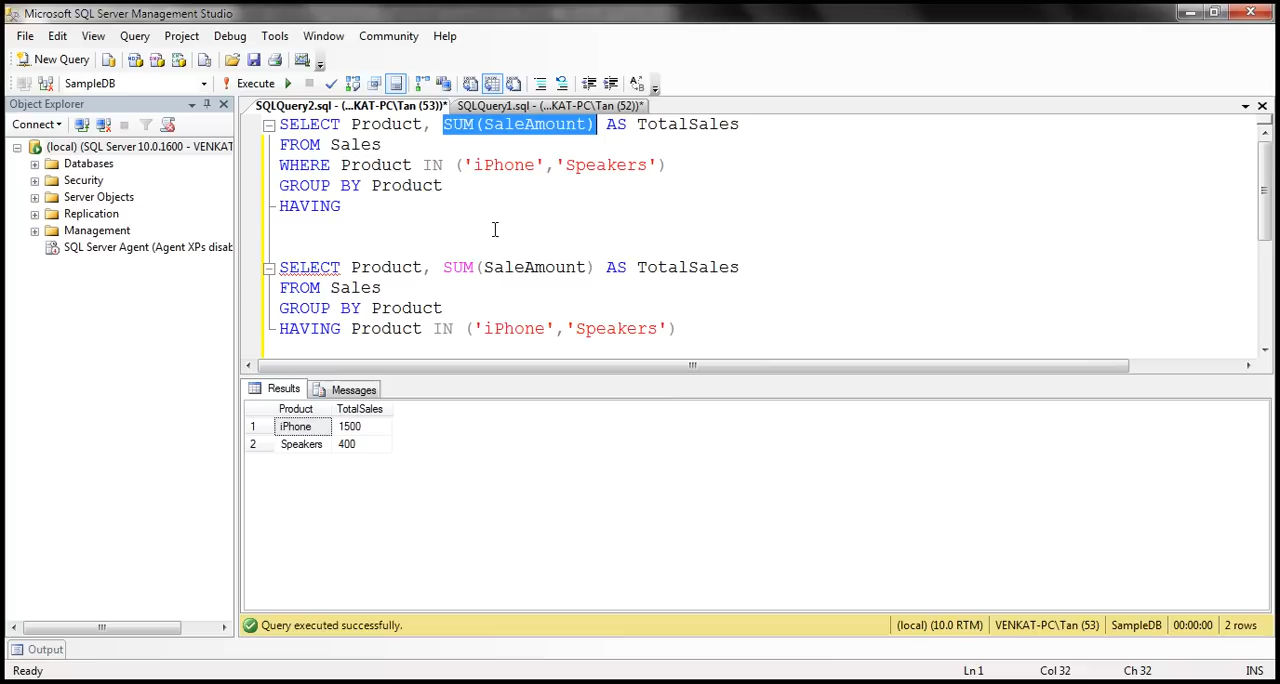 Microsoft SQL Server Management Studio
File Edit View Query Project Debug Tools Window Community Help
New Query
SampleDB Execute
Object Explorer
SQLQuery2.sql - (...KAT-PC\Tan (53))* SQLQuery1.sql - (...KAT-PC\Tan (52))*
Connect
(local) (SQL Server 10.0.1600 - VENKAT
Databases
Security
Server Objects
Replication
Management
SQL Server Agent (Agent XPs disab
SELECT Product, SUM(SaleAmount) AS TotalSales
FROM Sales
WHERE Product IN ('iPhone','Speakers')
GROUP BY Product
HAVING
SELECT Product, SUM(SaleAmount) AS TotalSales
FROM Sales
GROUP BY Product
HAVING Product IN ('iPhone','Speakers')
Results Messages
Product TotalSales
1 iPhone 1500
2 Speakers 400
Query executed successfully. (local) (10.0 RTM) VENKAT-PC\Tan (53) SampleDB 00:00:00 2 rows
Output
Ready Ln 1 Col 32 Ch 32 INS